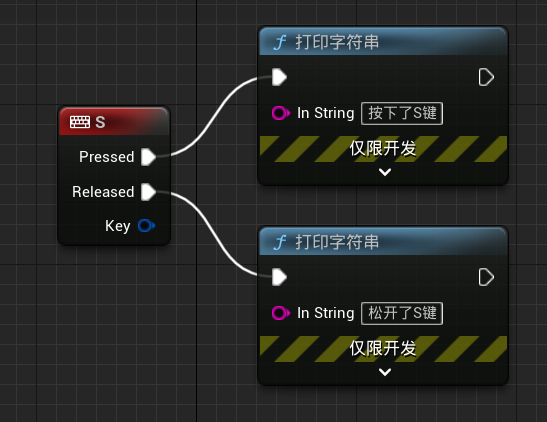 S
Pressed
Released
Key
打印字符串
In String 按下了S键
仅限开发
打印字符串
In String 松开了S键
仅限开发